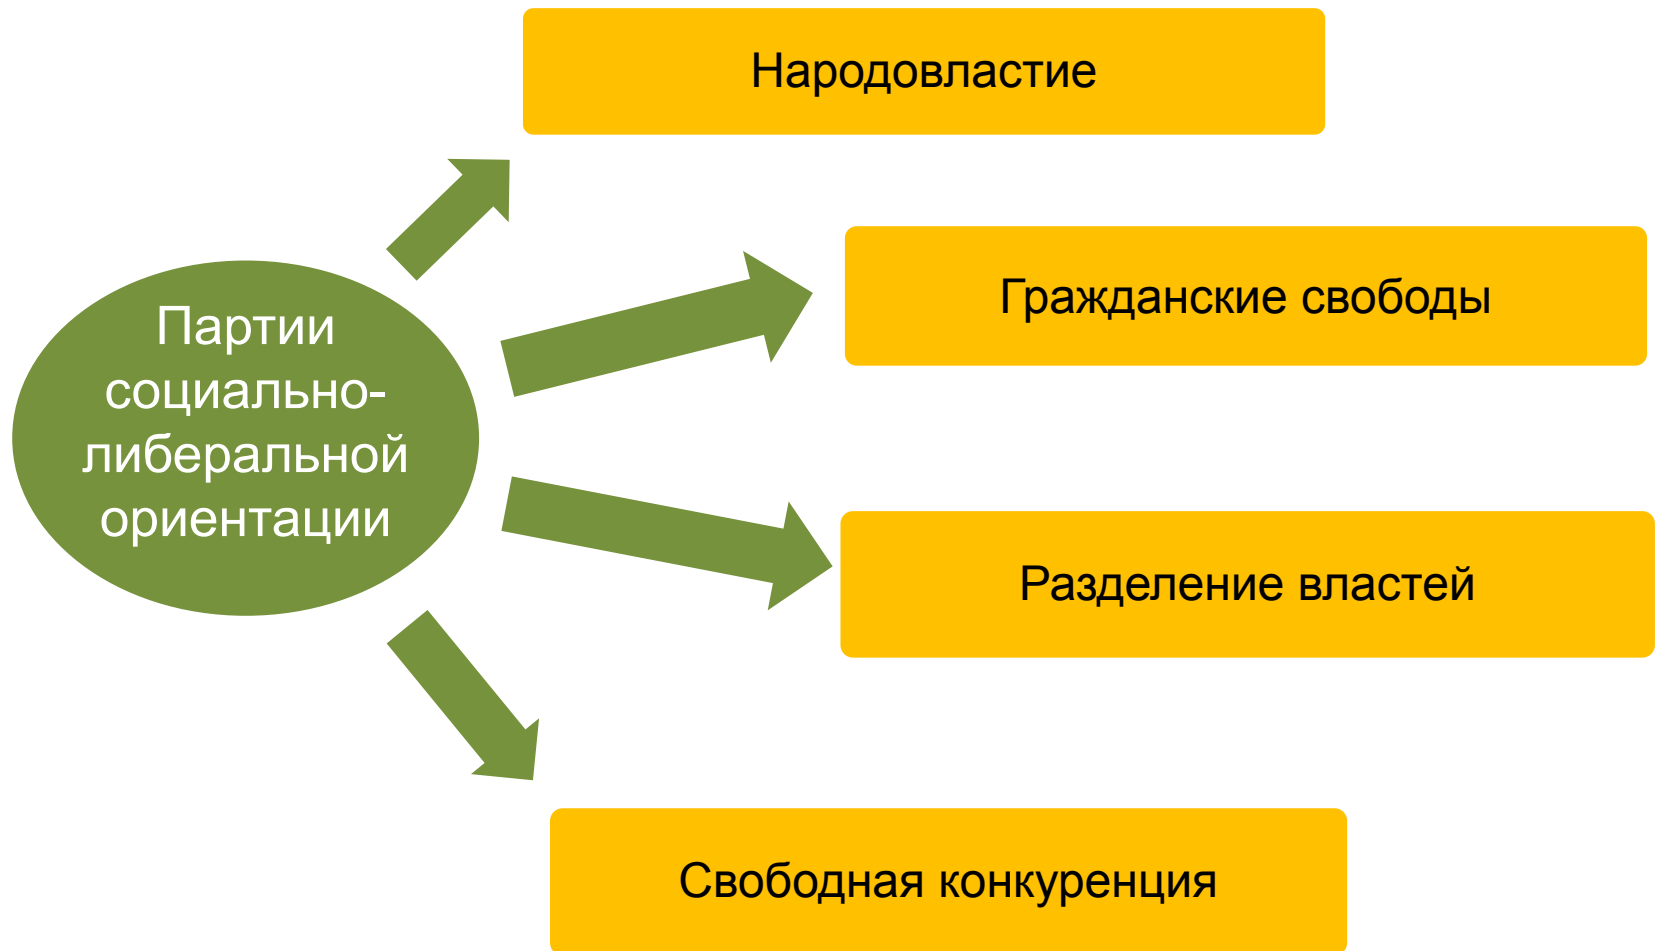 Народовластие
Гражданские свободы
Партии
социально-
либеральной
ориентации
Разделение властей
Свободная конкуренция